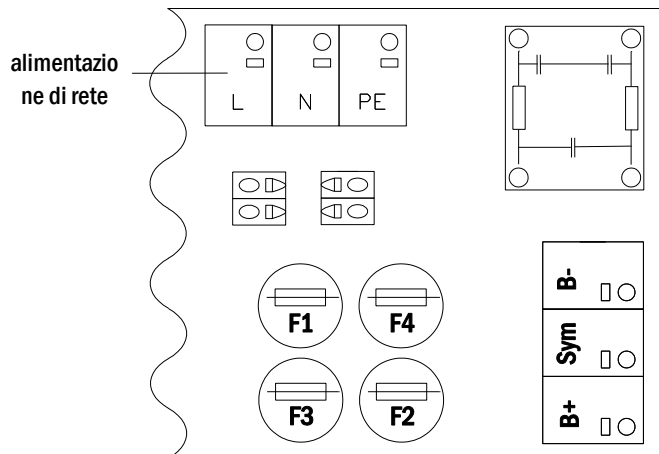 alimentazio
ne di rete
L N PE
F1 F4
F3 F2
B-
Sym
B+